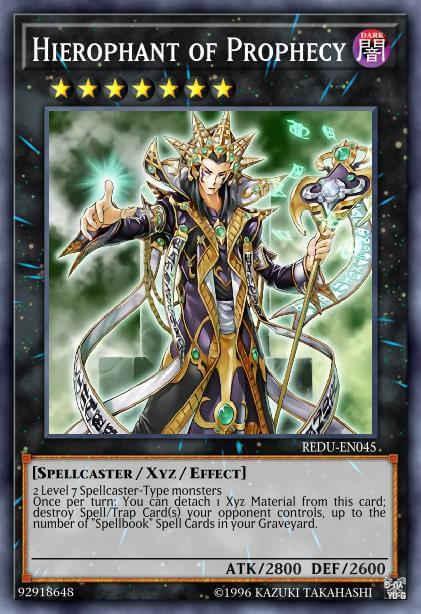 HIEROPHANT OF PROPHECY
DARK
闇
REDU-EN045
[SPELLCASTER / XYZ / EFFECT]
2 Level 7 Spellcaster-Type monsters
Once per turn: You can detach 1 Xyz Material from this card;
destroy Spell/Trap Card(s) your opponent controls, up to the
number of "Spellbook" Spell Cards in your Graveyard.
ATK/2800 DEF/2600
92918648
©1996 KAZUKI TAKAHASHI